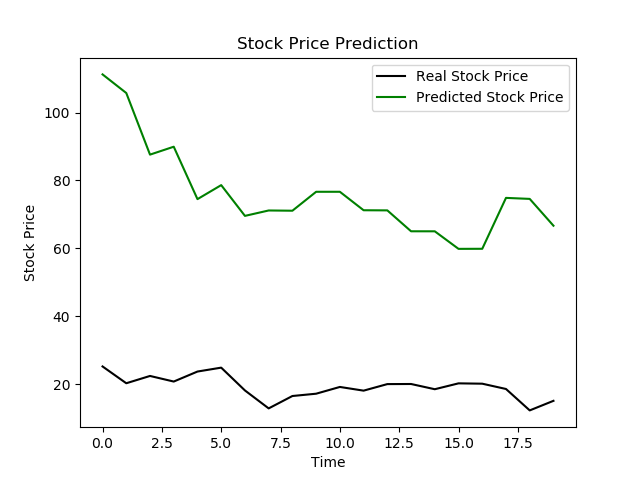 Stock Price Prediction
Real Stock Price
Predicted Stock Price
Stock Price
100
80
60
40
20
0.0 2.5 5.0 7.5 10.0 12.5 15.0 17.5
Time